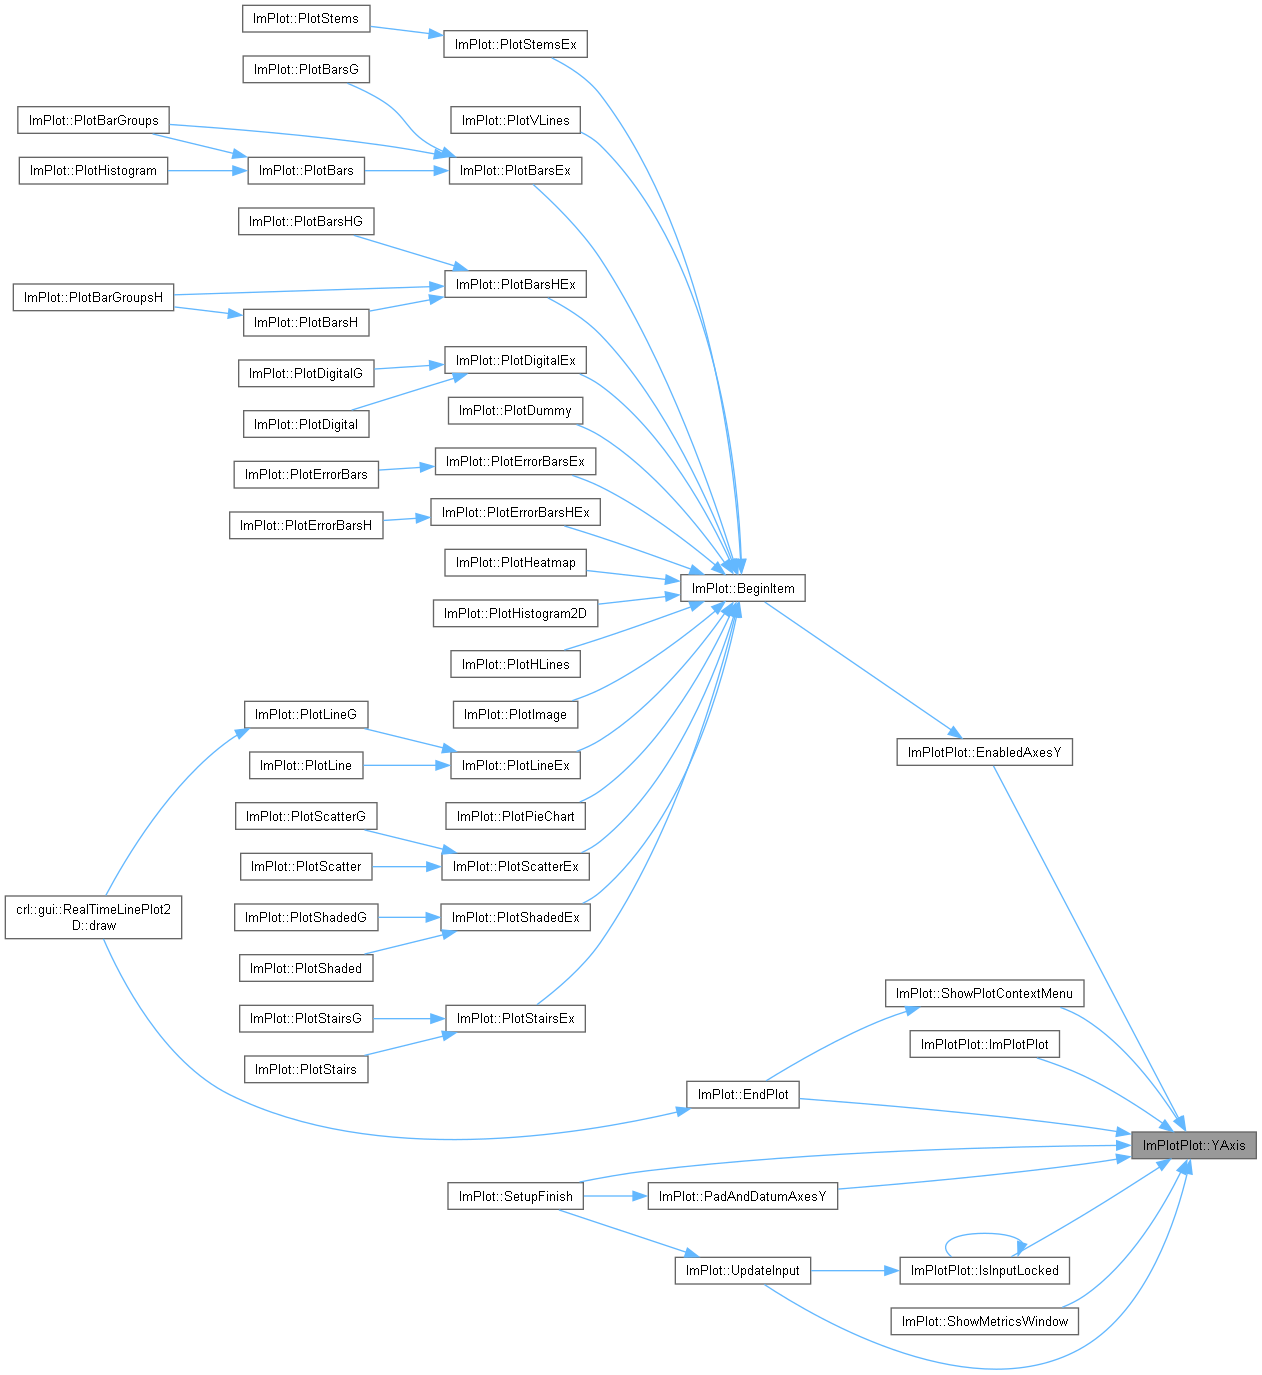 ImPlot::PlotStems
ImPlot::PlotStemsEx
ImPlot::PlotBarsG
ImPlot::PlotBarGroups
ImPlot::PlotVLines
ImPlot::PlotHistogram
ImPlot::PlotBars
ImPlot::PlotBarsEx
ImPlot::PlotBarsHG
ImPlot::PlotBarsHEx
ImPlot::PlotBarGroupsH
ImPlot::PlotBarsH
ImPlot::PlotDigitalEx
ImPlot::PlotDigitalG
ImPlot::PlotDummy
ImPlot::PlotDigital
ImPlot::PlotErrorBarsEx
ImPlot::PlotErrorBars
ImPlot::PlotErrorBarsHEx
ImPlot::PlotErrorBarsH
ImPlot::PlotHeatmap
ImPlot::BeginItem
ImPlot::PlotHistogram2D
ImPlot::PlotHLines
ImPlot::PlotLineG
ImPlot::PlotImage
ImPlotPlot::EnabledAxesY
ImPlot::PlotLine
ImPlot::PlotLineEx
ImPlot::PlotScatterG
ImPlot::PlotPieChart
ImPlot::PlotScatter
ImPlot::PlotScatterEx
crl::gui::RealTimeLinePlot2
D::draw
ImPlot::PlotShadedG
ImPlot::PlotShadedEx
ImPlot::PlotShaded
ImPlot::ShowPlotContextMenu
ImPlot::PlotStairsG
ImPlot::PlotStairsEx
ImPlotPlot::ImPlotPlot
ImPlot::PlotStairs
ImPlot::EndPlot
ImPlotPlot::YAxis
ImPlot::SetupFinish
ImPlot::PadAndDatumAxesY
ImPlot::UpdateInput
ImPlotPlot::IsInputLocked
ImPlot::ShowMetricsWindow